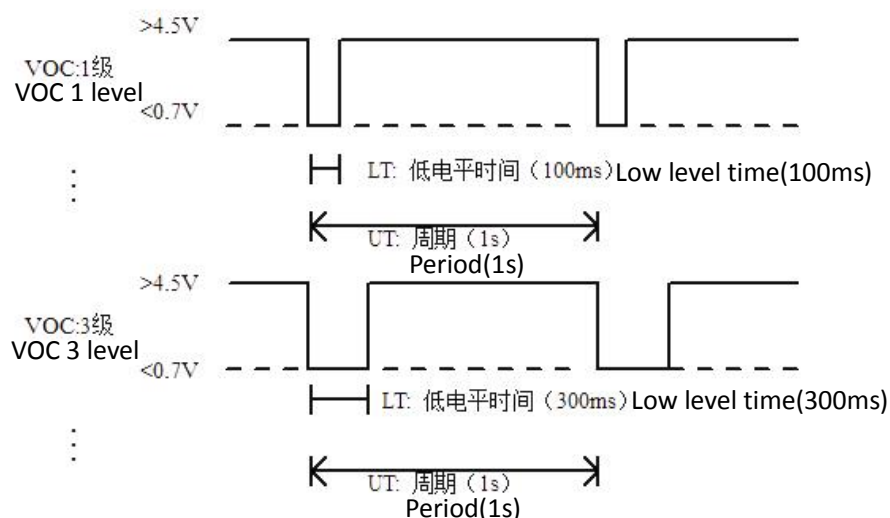 >4.5V
VOC:1级
VOC 1 level
<0.7V
LT: 低电平时间（100ms）Low level time(100ms)
UT: 周期（1s）
Period(1s)
>4.5V
VOC:3级
VOC 3 level
<0.7V
LT: 低电平时间（300ms）Low level time(300ms)
UT: 周期（1s）
Period(1s)